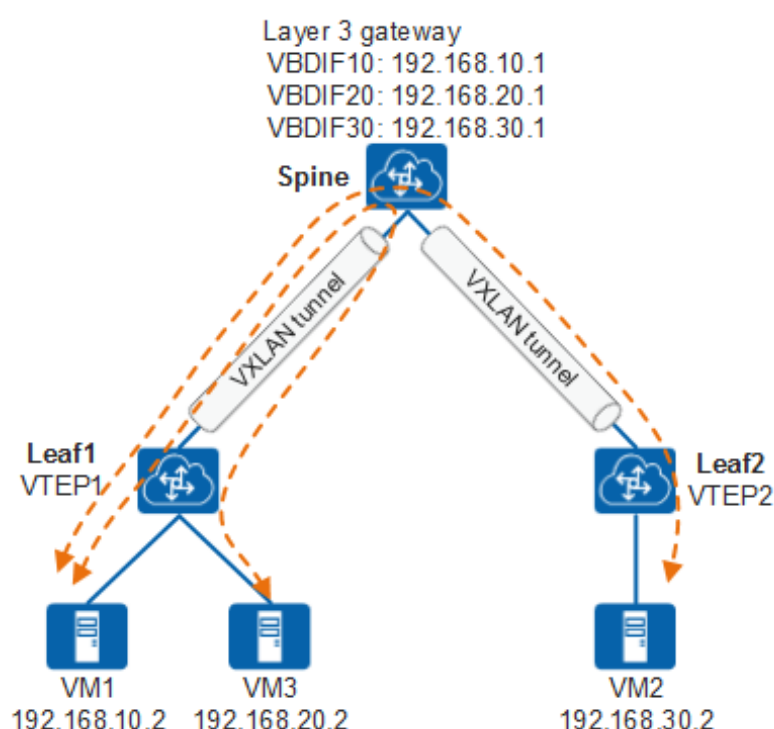 Layer 3 gateway
VBDIF10: 192.168.10.1
VBDIF20: 192.168.20.1
VBDIF30: 192.168.30.1
Spine
VXLAN tunnel
VXLAN tunnel
Leaf1
VTEP1
Leaf2
VTEP2
VM1
192.168.10.2
VM3
192.168.20.2
VM2
192.168.30.2